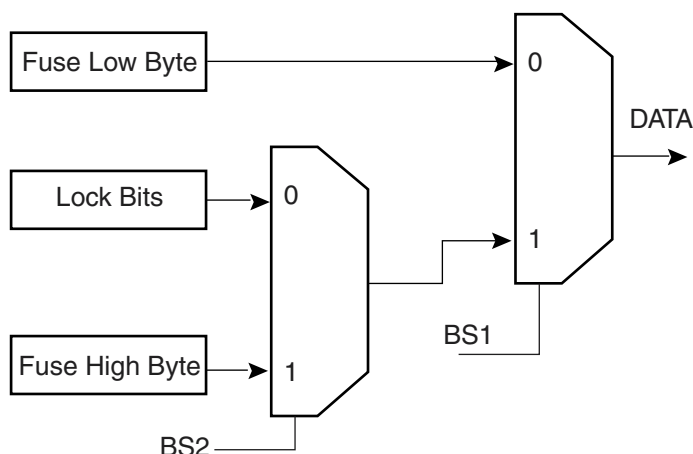 Fuse Low Byte
0
DATA
Lock Bits
0
1
BS1
Fuse High Byte
1
BS2